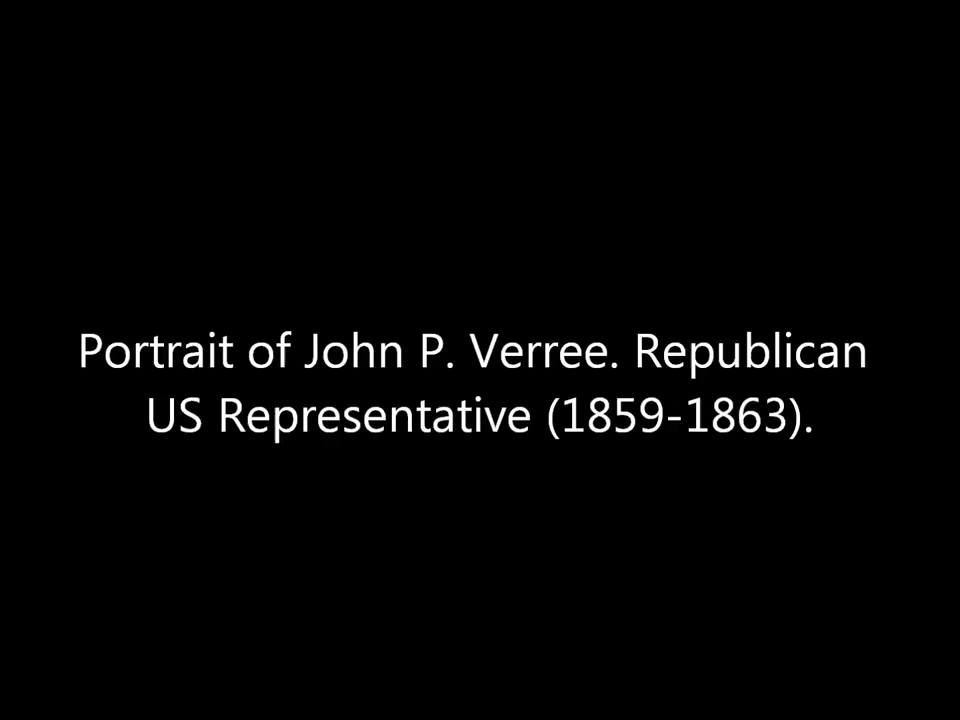 Portrait of John P. Verree. Republican
US Representative (1859-1863).